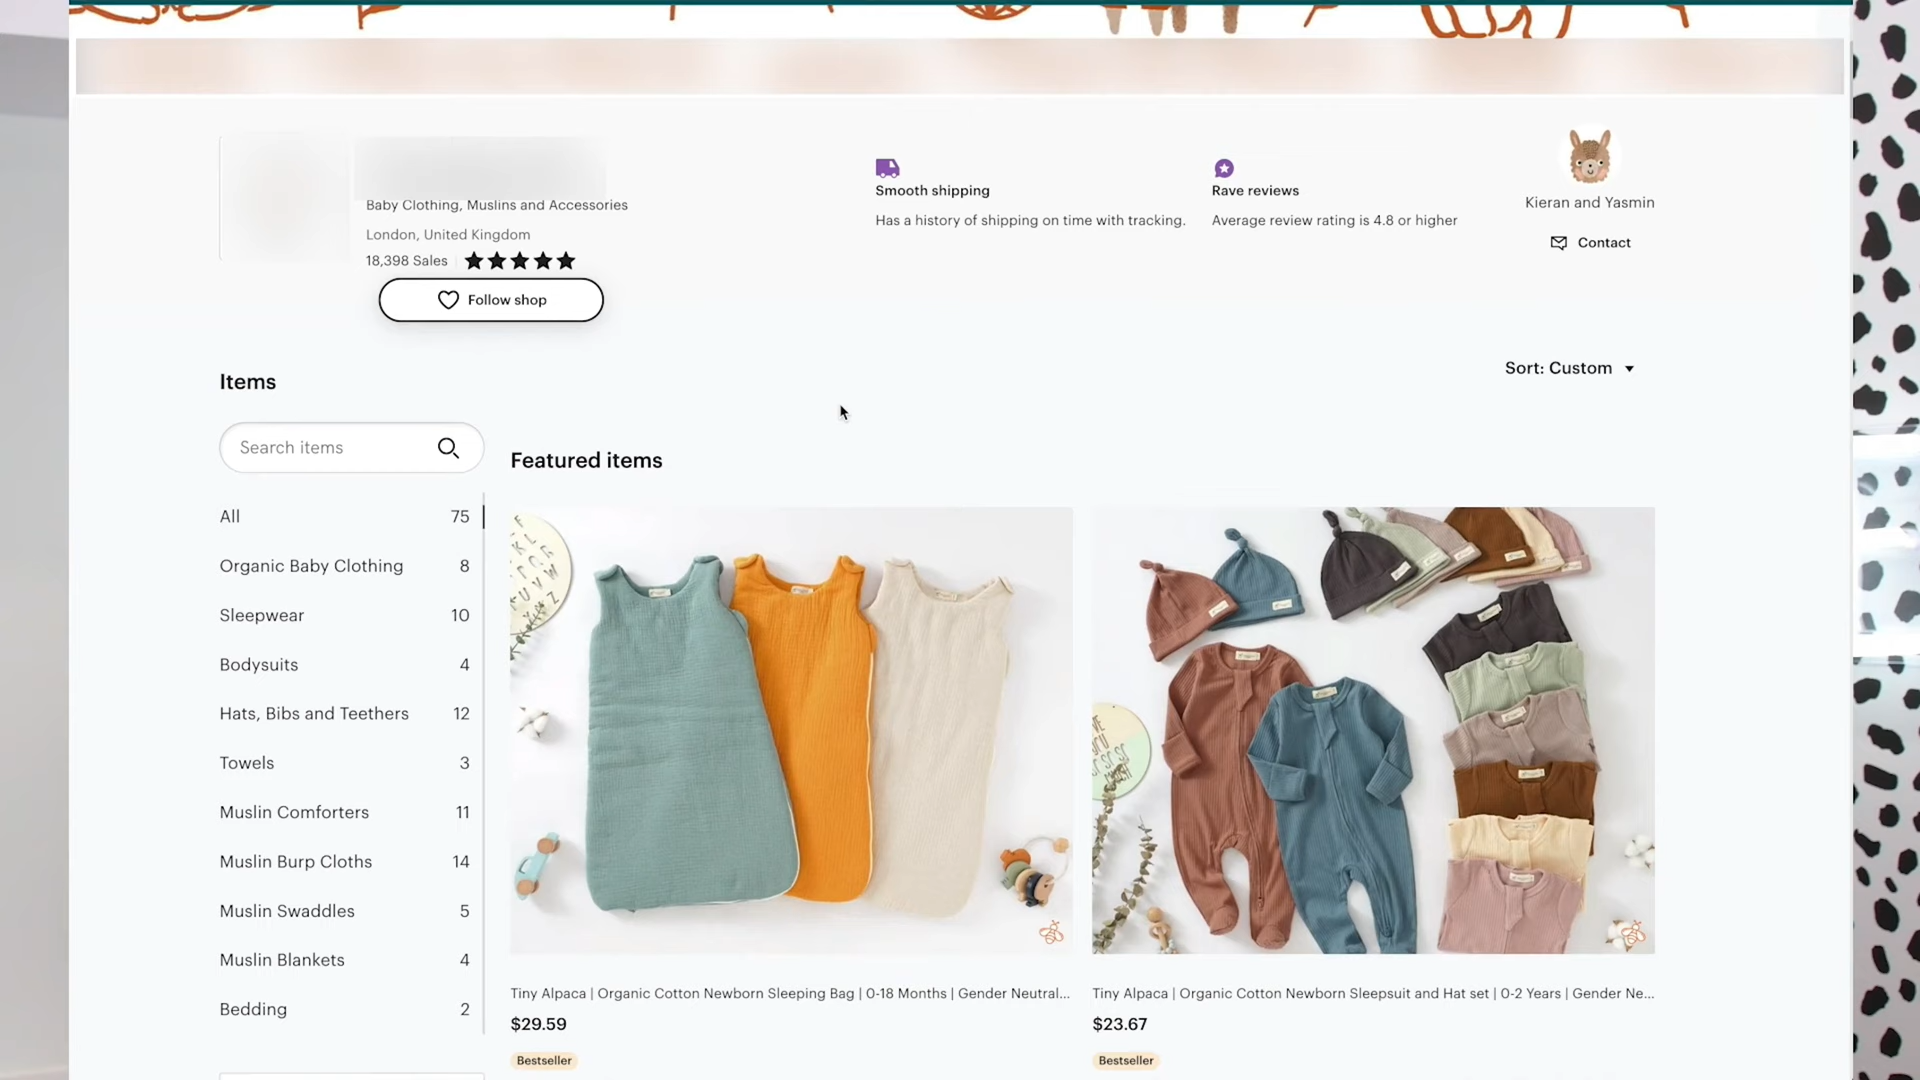 Baby Clothing, Muslins and Accessories
London, United Kingdom
18,398 Sales
Follow shop
Smooth shipping
Has a history of shipping on time with tracking.
Rave reviews
Average review rating is 4.8 or higher
Kieran and Yasmin
Contact
Items
Sort: Custom
Search items
Featured items
All 75
Organic Baby Clothing 8
Sleepwear 10
Bodysuits 4
Hats, Bibs and Teethers 12
Towels 3
Muslin Comforters 11
Muslin Burp Cloths 14
Muslin Swaddles 5
Muslin Blankets 4
Bedding 2
Tiny Alpaca | Organic Cotton Newborn Sleeping Bag | 0-18 Months | Gender Neutral...
$29.59
Bestseller
Tiny Alpaca | Organic Cotton Newborn Sleepsuit and Hat set | 0-2 Years | Gender Ne...
$23.67
Bestseller